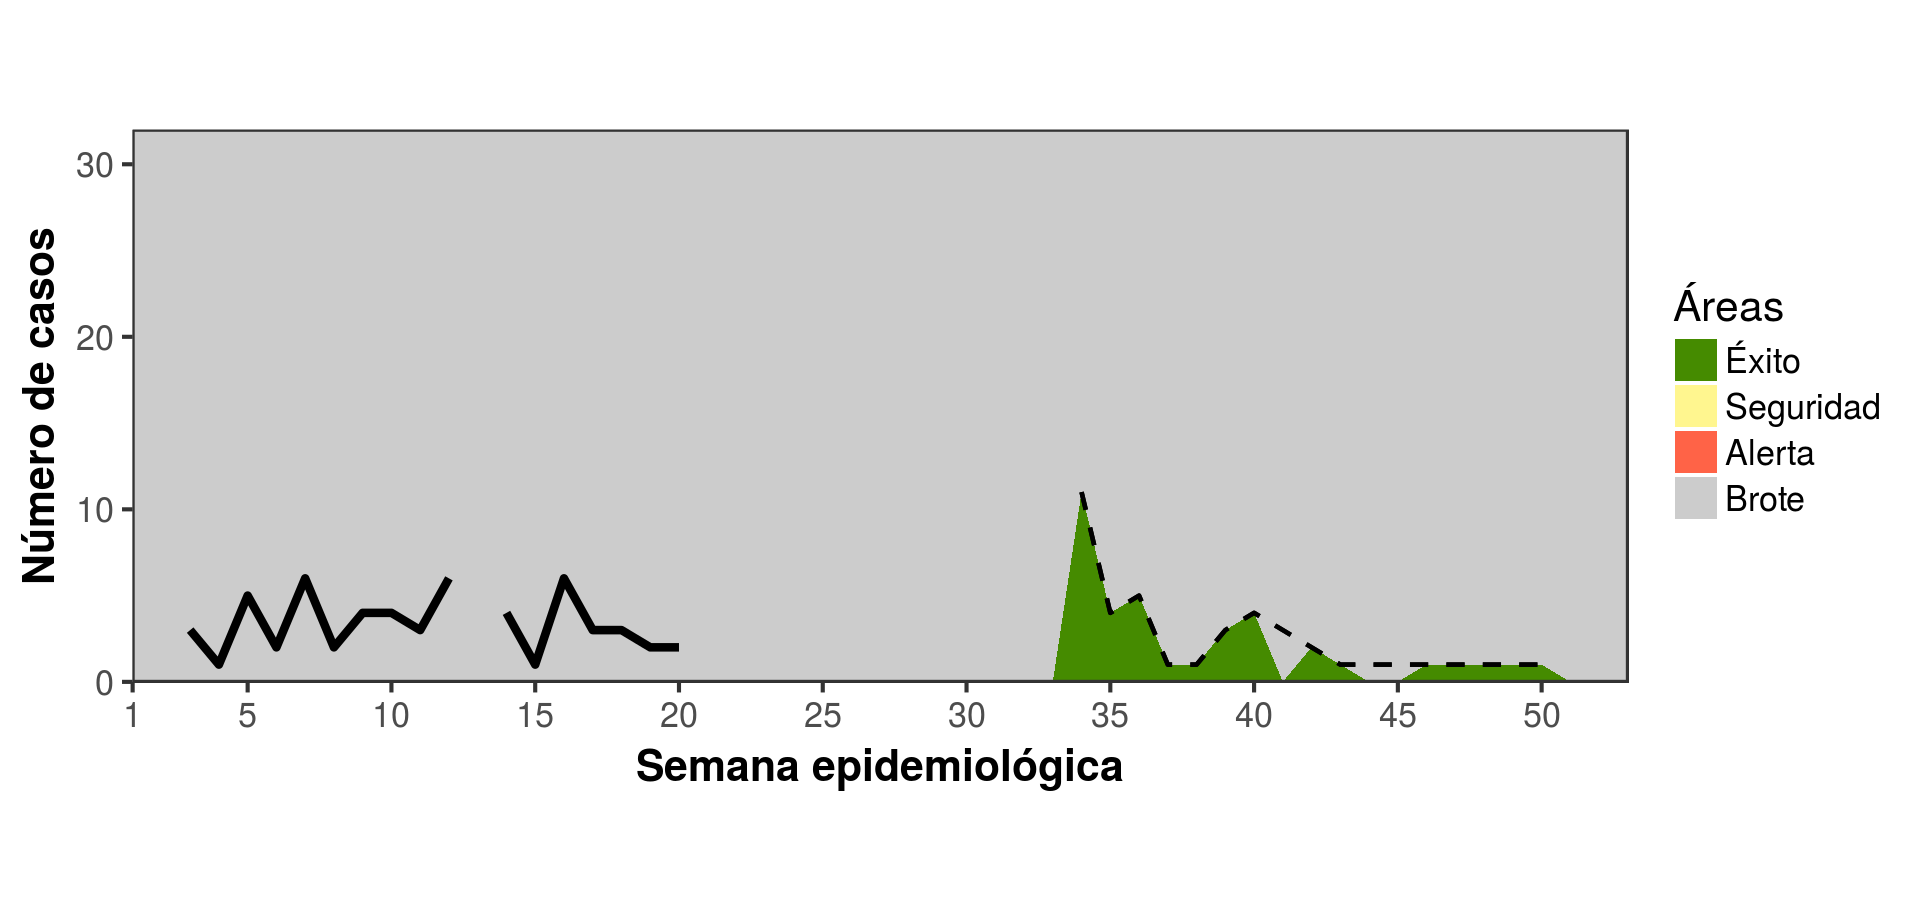 Número de casos
30
20
10
0
1 5 10 15 20 25 30 35 40 45 50
Semana epidemiológica
Áreas
Éxito
Seguridad
Alerta
Brote